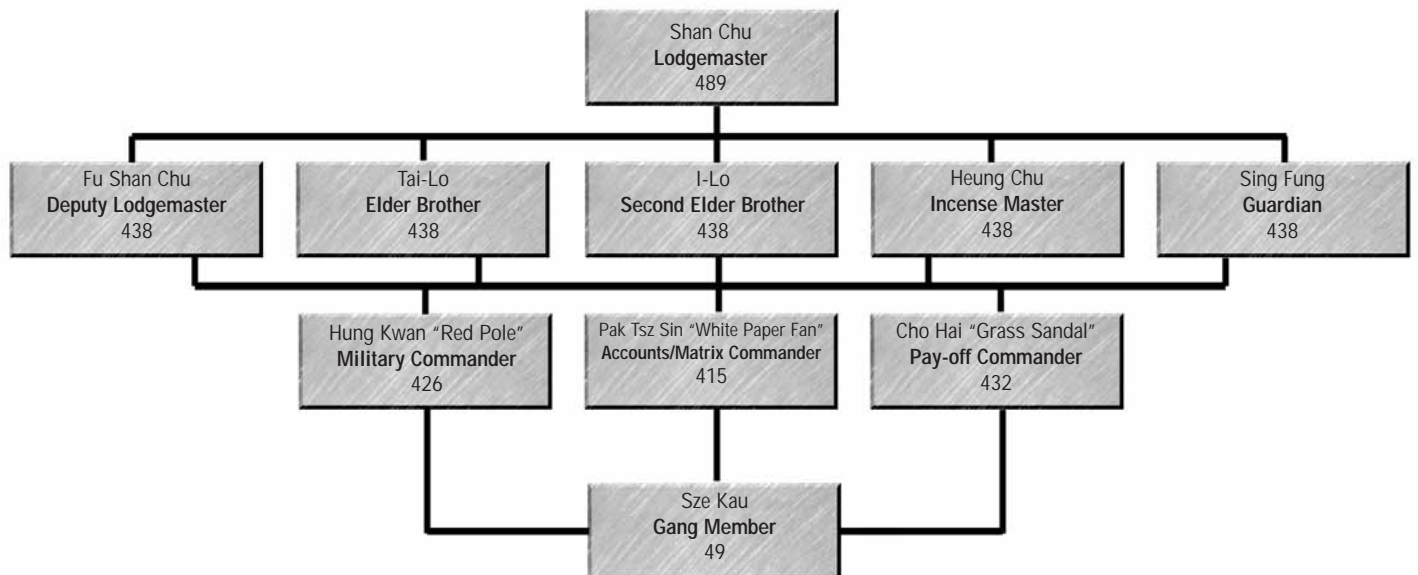 Shan Chu
Lodgemaster
489
Fu Shan Chu
Deputy Lodgemaster
438
Tai-Lo
Elder Brother
438
I-Lo
Second Elder Brother
438
Heung Chu
Incense Master
438
Sing Fung
Guardian
438
Hung Kwan “Red Pole”
Military Commander
426
Pak Tsz Sin “White Paper Fan”
Accounts/Matrix Commander
415
Cho Hai “Grass Sandal”
Pay-off Commander
432
Sze Kau
Gang Member
49